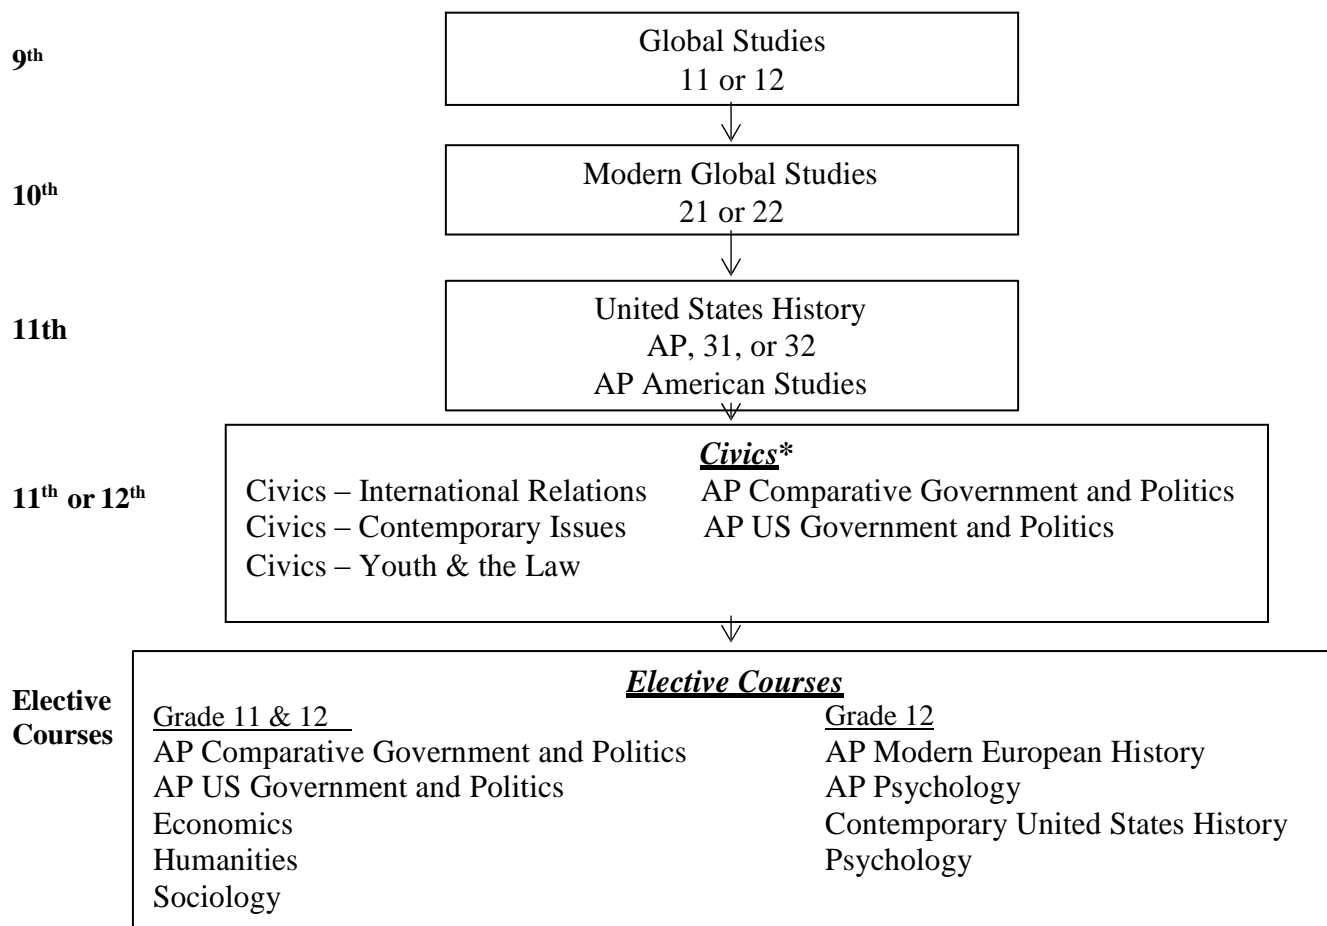 9th
Global Studies
11 or 12
10th
Modern Global Studies
21 or 22
11th
United States History
AP, 31, or 32
AP American Studies
11th or 12th
Civics*
Civics – International Relations
Civics – Contemporary Issues
Civics – Youth & the Law
AP Comparative Government and Politics
AP US Government and Politics
Elective
Courses
Elective Courses
Grade 11 & 12
AP Comparative Government and Politics
AP US Government and Politics
Economics
Humanities
Sociology
Grade 12
AP Modern European History
AP Psychology
Contemporary United States History
Psychology